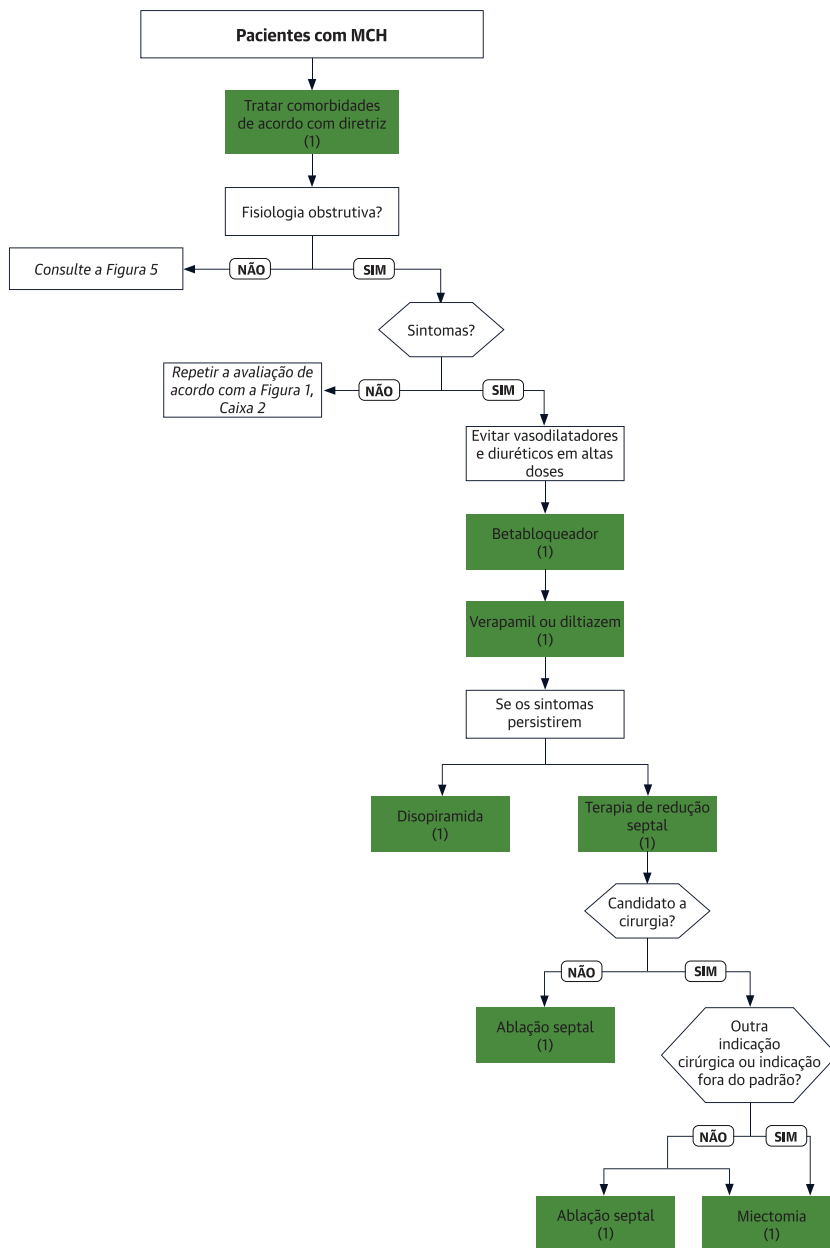 Pacientes com MCH
Tratar comorbidades
de acordo com diretriz
(1)
Fisiologia obstrutiva?
Consulte a Figura 5
NÃO
SIM
Sintomas?
Repetir a avaliação de
acordo com a Figura 1,
Caixa 2
NÃO
SIM
Evitar vasodilatadores
e diuréticos em altas
doses
Betabloqueador
(1)
Verapamil ou diltiazem
(1)
Se os sintomas
persistirem
Disopiramida
(1)
Terapia de redução
septal
(1)
Candidato a
cirurgia?
NÃO
SIM
Ablação septal
(1)
Outra
indicação
cirúrgica ou indicação
fora do padrão?
NÃO
SIM
Ablação septal
(1)
Miectomia
(1)